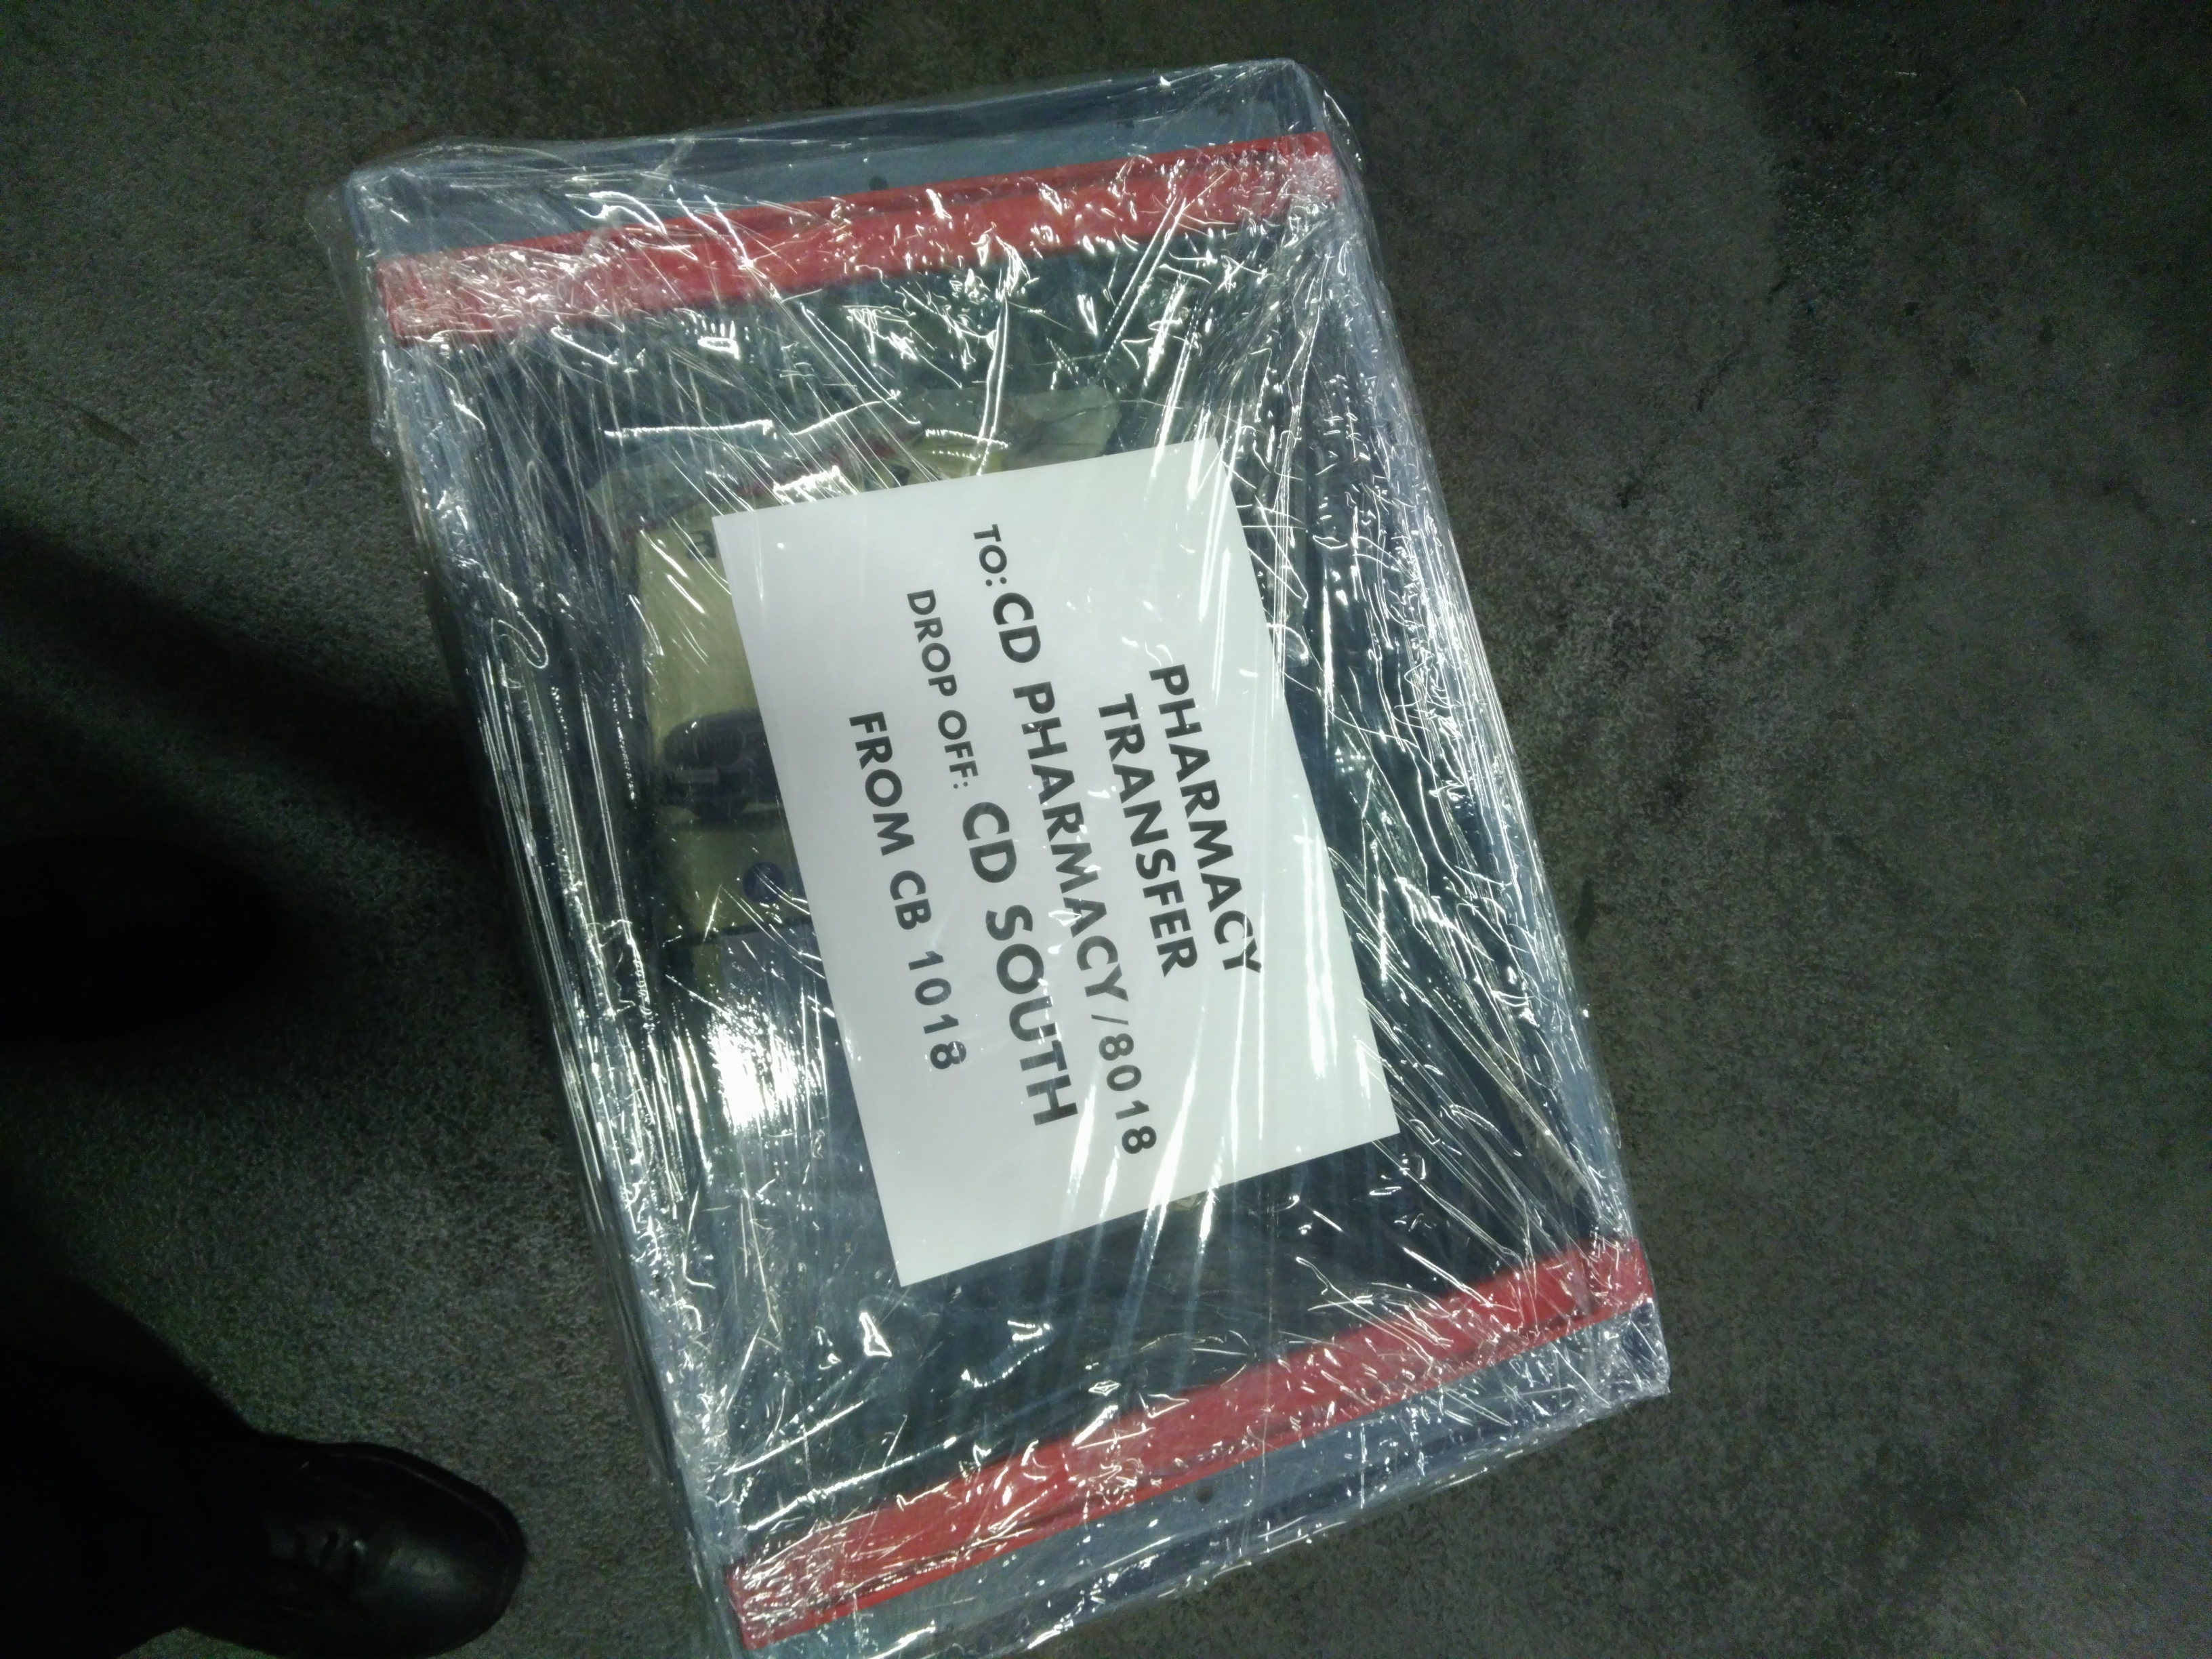 PHARMACY
TRANSFER
TO: CD PHARMACY /8018
DROP OFF: CD SOUTH
FROM CB 1018